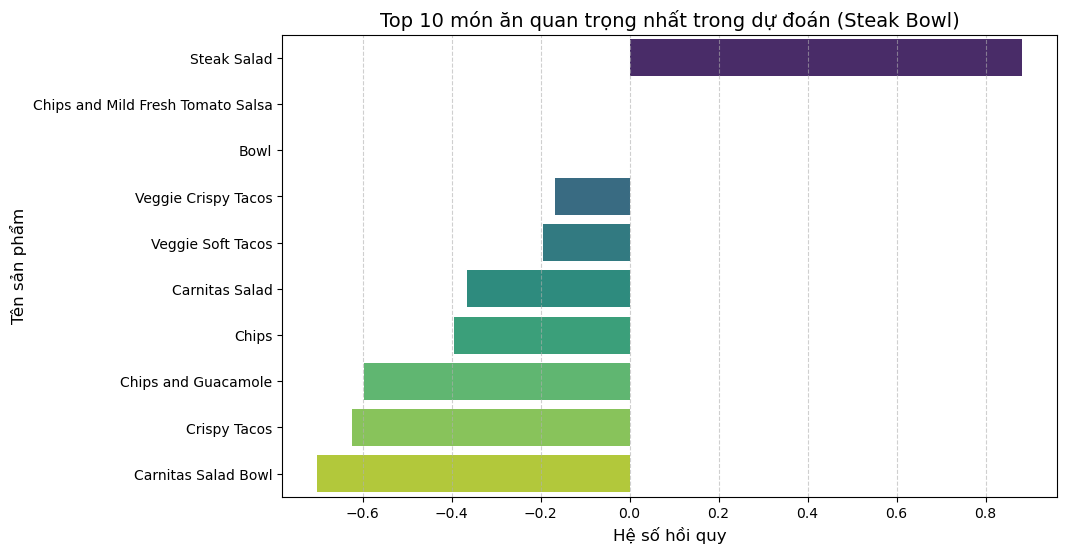 Top 10 món ăn quan trọng nhất trong dự đoán (Steak Bowl)
Tên sản phẩm
Steak Salad
Chips and Mild Fresh Tomato Salsa
Bowl
Veggie Crispy Tacos
Veggie Soft Tacos
Carnitas Salad
Chips
Chips and Guacamole
Crispy Tacos
Carnitas Salad Bowl
−0.6 −0.4 −0.2 0.0 0.2 0.4 0.6 0.8
Hệ số hồi quy